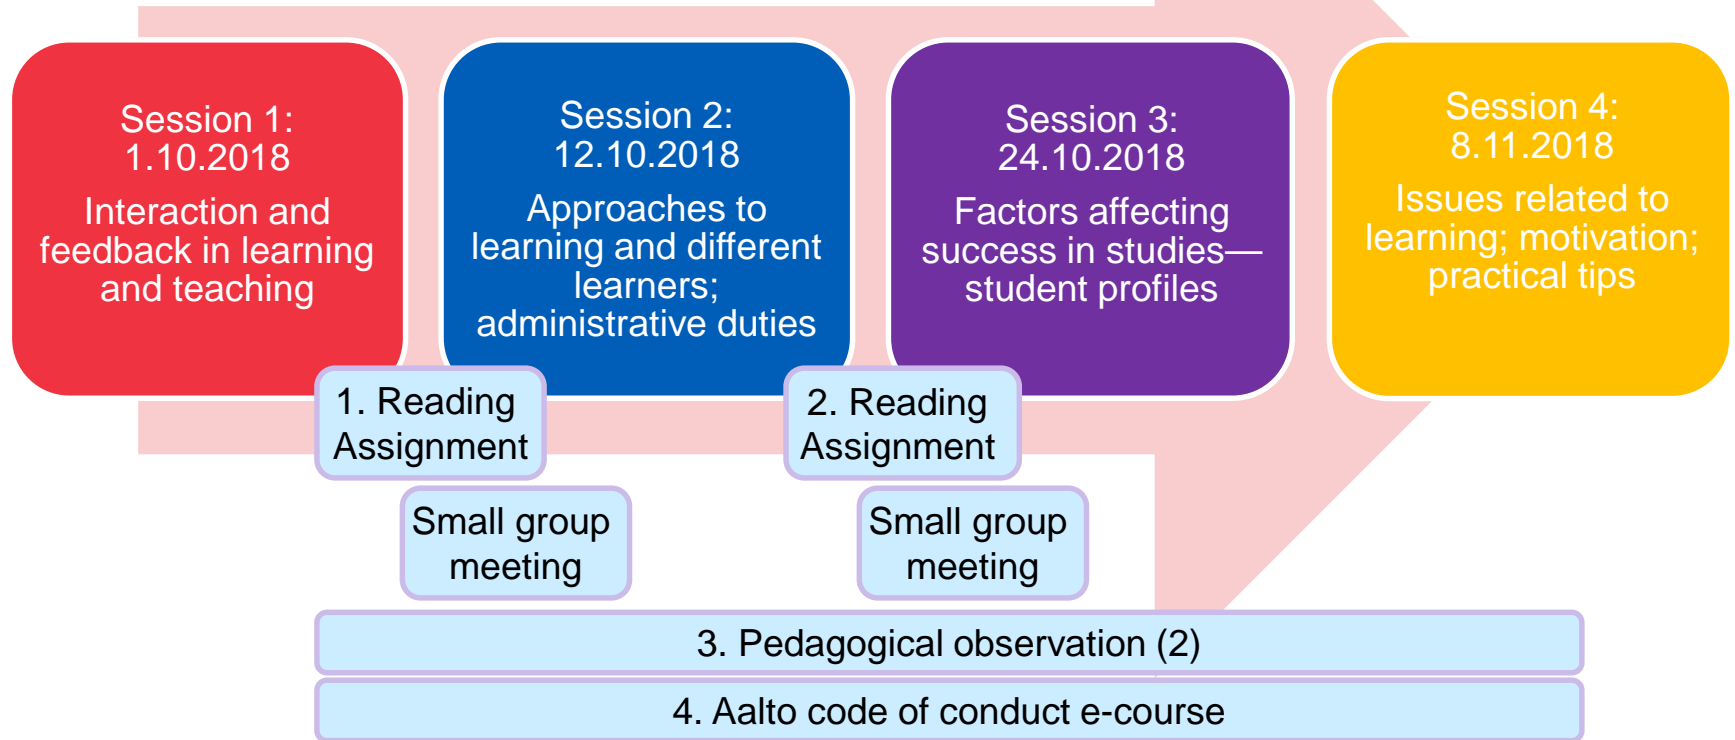 Session 1:
1.10.2018
Interaction and
feedback in learning
and teaching
Session 2:
12.10.2018
Approaches to
learning and different
learners;
administrative duties
Session 3:
24.10.2018
Factors affecting
success in studies—
student profiles
Session 4:
8.11.2018
Issues related to
learning; motivation;
practical tips
1. Reading
Assignment
2. Reading
Assignment
Small group
meeting
Small group
meeting
3. Pedagogical observation (2)
4. Aalto code of conduct e-course